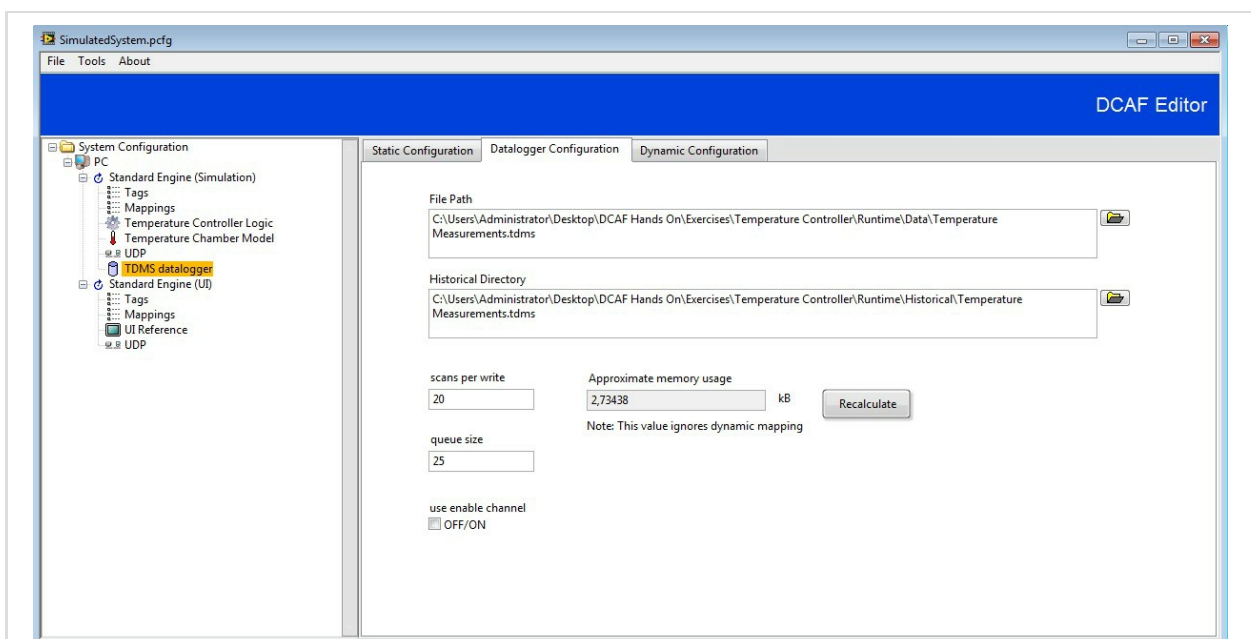 SimulatedSystem.pcfg
File Tools About
DCAF Editor
System Configuration
PC
Standard Engine (Simulation)
Tags
Mappings
Temperature Controller Logic
Temperature Chamber Model
UDP
TDMS datalogger
Standard Engine (UI)
Tags
Mappings
UI Reference
UDP
Static Configuration Datalogger Configuration Dynamic Configuration
File Path
C:\Users\Administrator\Desktop\DCAF Hands On\Exercises\Temperature Controller\Runtime\Data\Temperature
Measurements.tdms
Historical Directory
C:\Users\Administrator\Desktop\DCAF Hands On\Exercises\Temperature Controller\Runtime\Historical\Temperature
Measurements.tdms
scans per write Approximate memory usage
20 2,73438 kB Recalculate
Note: This value ignores dynamic mapping
queue size
25
use enable channel
OFF/ON